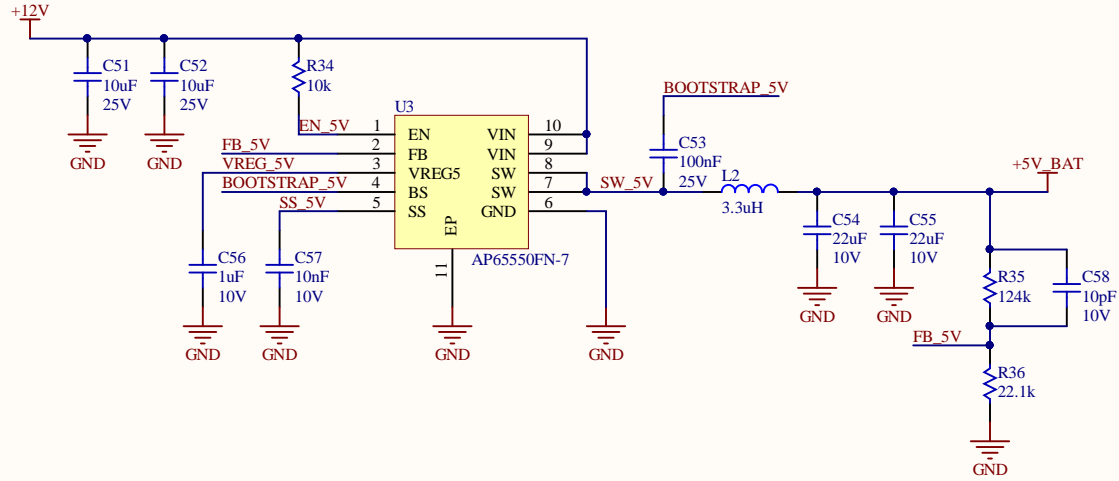 +12V
C51
10uF
25V
C52
10uF
25V
R34
10k
GND
GND
U3
EN_5V
FB_5V
VREG_5V
BOOTSTRAP_5V
SS_5V
1
2
3
4
5
EN
FB
VREG5
BS
SS
VIN
VIN
SW
SW
GND
10
9
8
7
6
EP
11
AP65550FN-7
C56
1uF
10V
C57
10nF
10V
GND
GND
GND
GND
BOOTSTRAP_5V
C53
100nF
25V
SW_5V
L2
3.3uH
+5V_BAT
C54
22uF
10V
C55
22uF
10V
GND
GND
R35
124k
C58
10pF
10V
FB_5V
R36
22.1k
GND